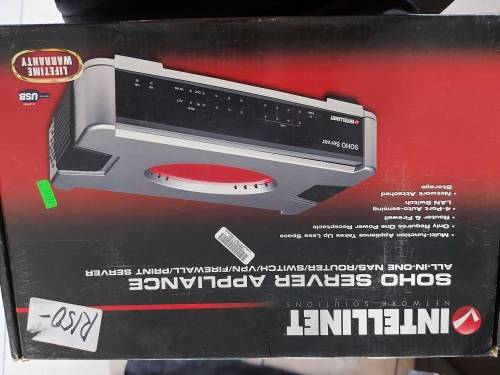 INTELLINET
NETWORK SOLUTIONS
SOHO SERVER APPLIANCE
ALL-IN-ONE NAS/ROUTER/SWITCH/VPN/FIREWALL/PRINT SERVER
• Multi-function Appliance Takes Up Less Space
Only Requires One Power Receptacle
• Router & Firewall
• 4-Port Auto-sensing
LAN Switch
• Network Attached
Storage
INTELLINET
SOHO Server
LIFETIME
WARRANTY
USB
R150-